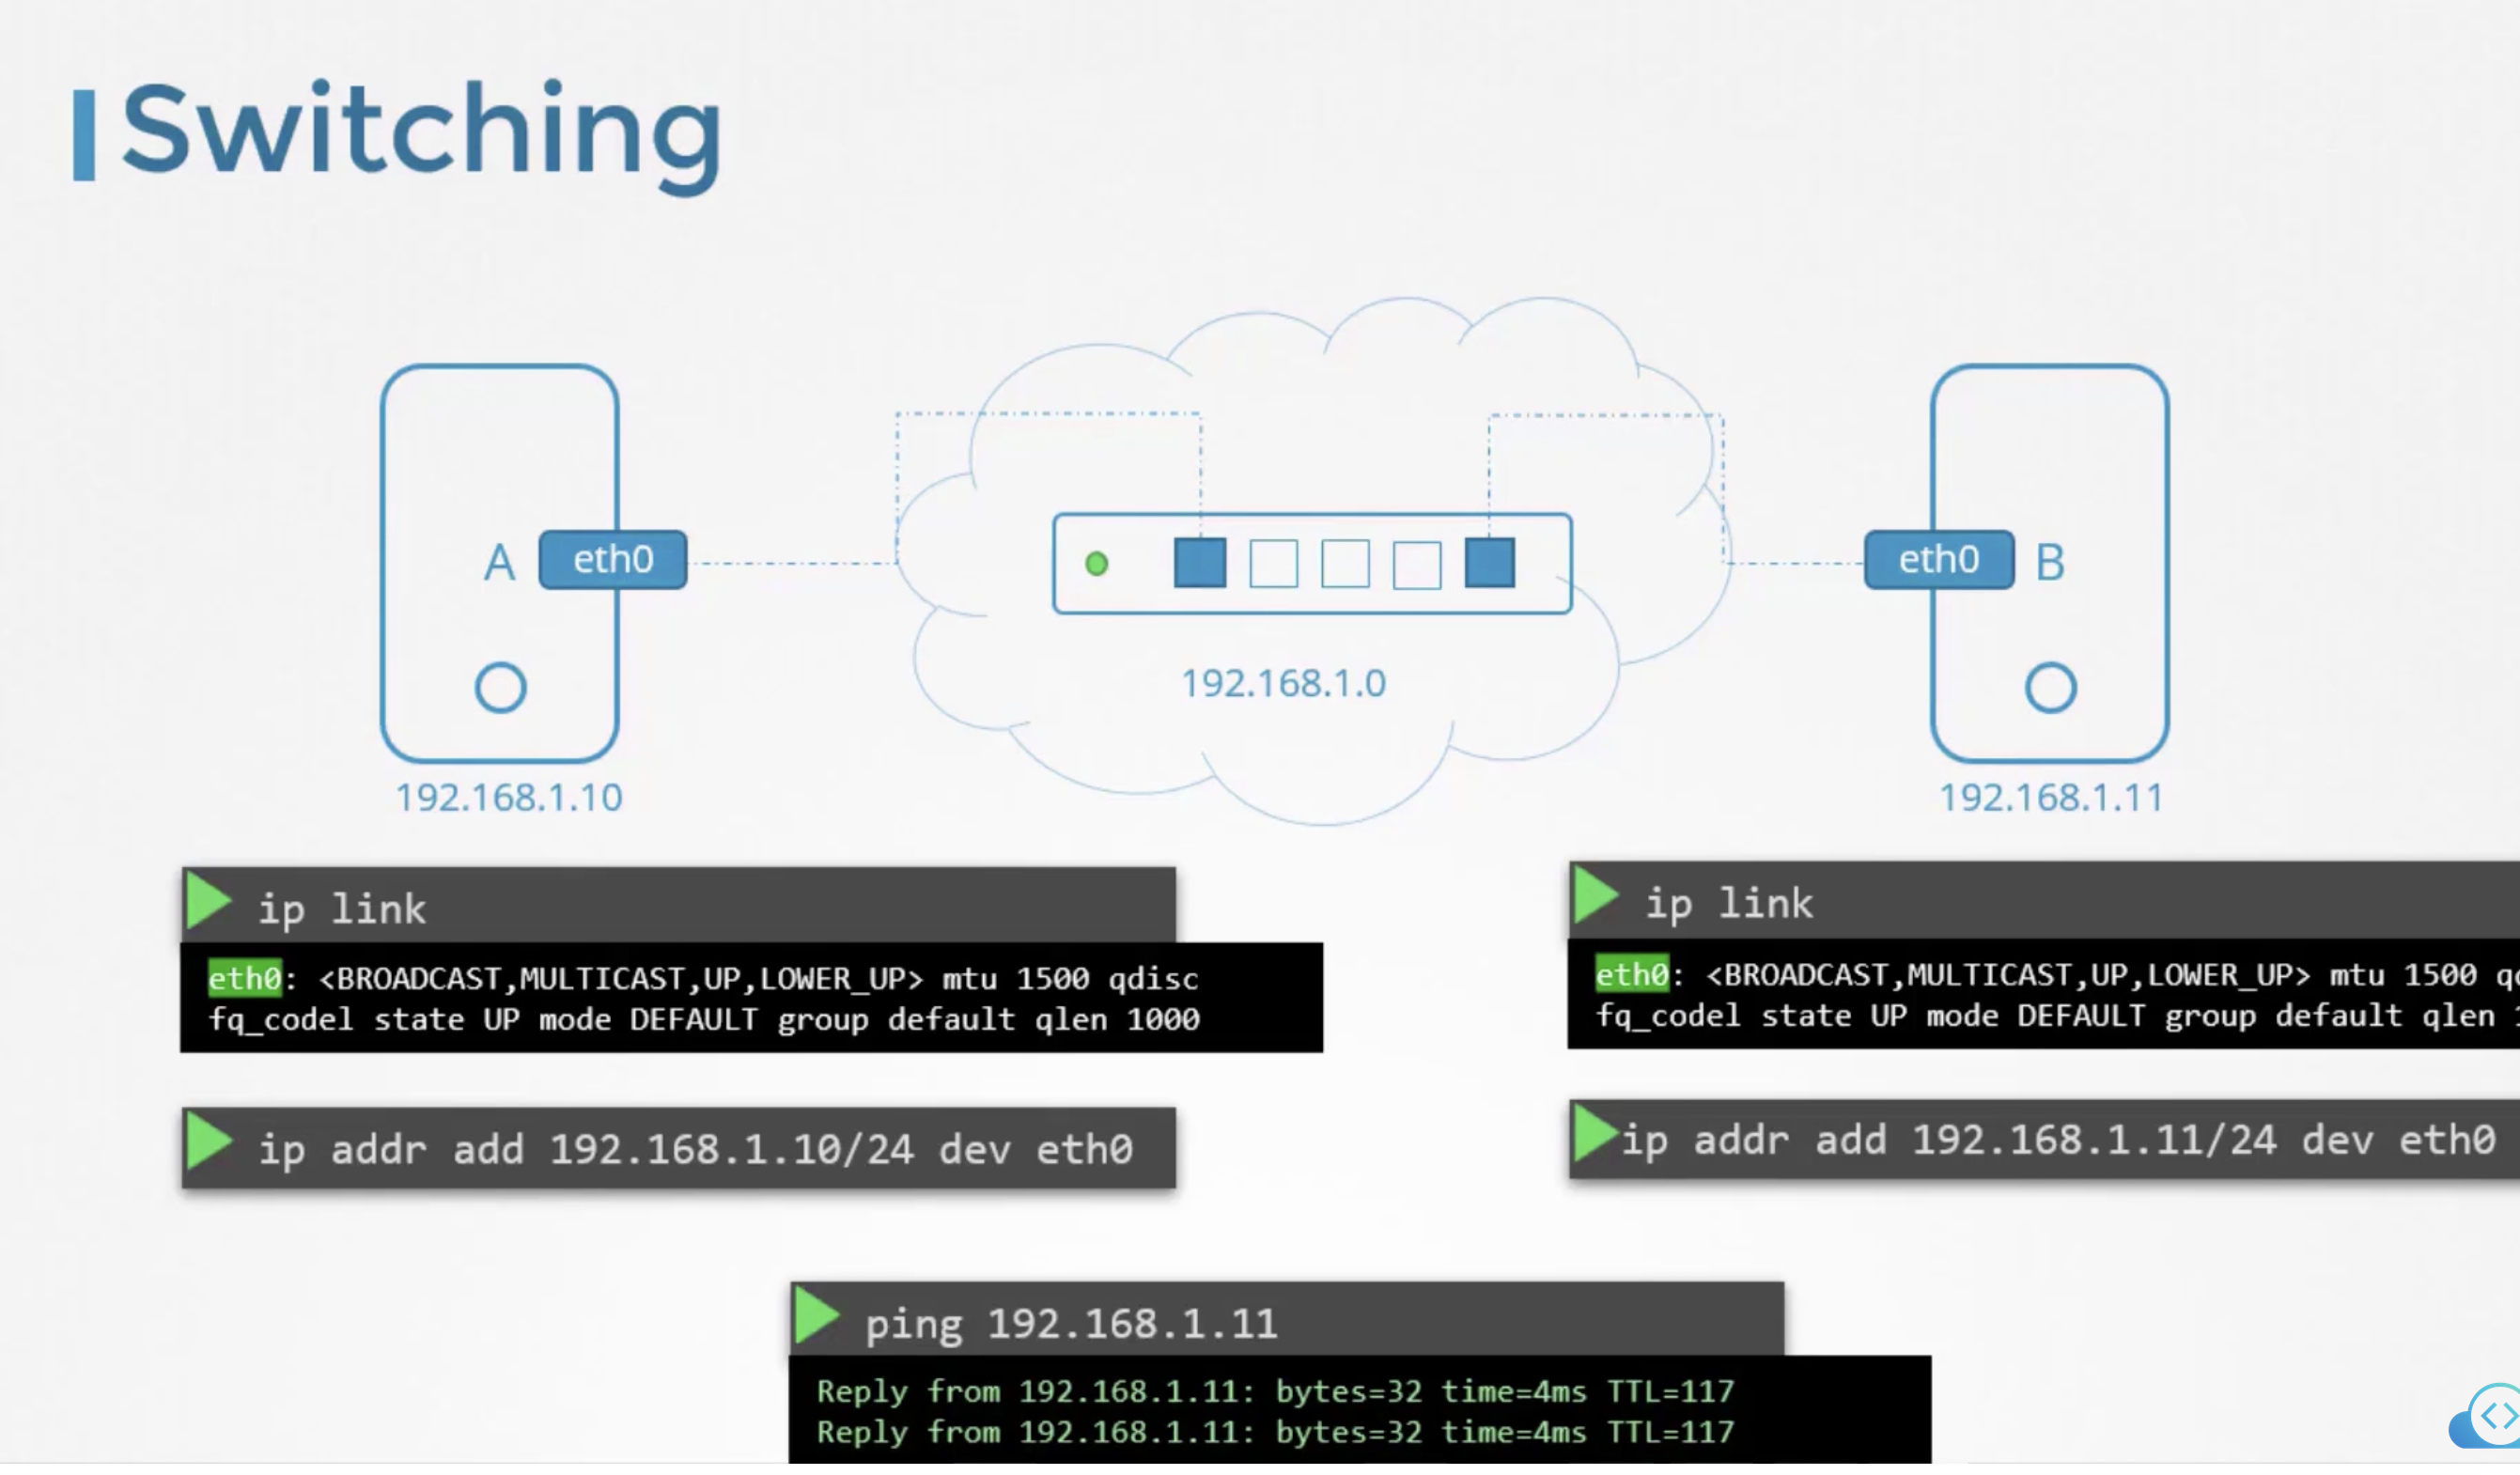 Switching
A
eth0
eth0
B
192.168.1.0
192.168.1.10
192.168.1.11
ip link
eth0: <BROADCAST,MULTICAST,UP,LOWER_UP> mtu 1500 qdisc
fq_codel state UP mode DEFAULT group default qlen 1000
ip addr add 192.168.1.10/24 dev eth0
ip link
eth0: <BROADCAST,MULTICAST,UP,LOWER_UP> mtu 1500
fq_codel state UP mode DEFAULT group default qlen
ip addr add 192.168.1.11/24 dev eth0
ping 192.168.1.11
Reply from 192.168.1.11: bytes=32 time=4ms TTL=117
Reply from 192.168.1.11: bytes=32 time=4ms TTL=117